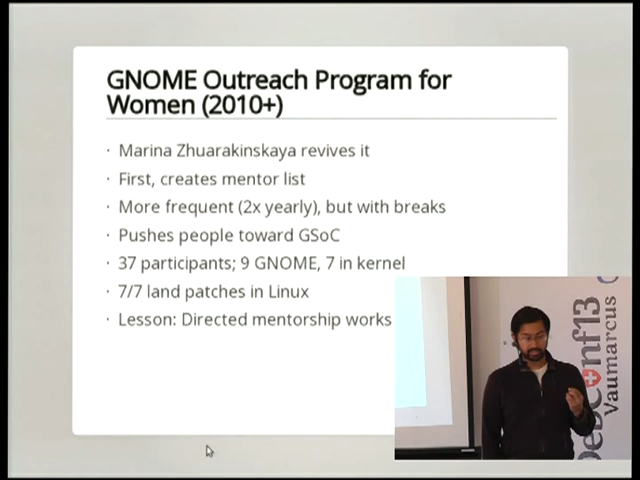 GNOME Outreach Program for
Women (2010+)
· Marina Zhuarakinskaya revives it
· First, creates mentor list
· More frequent (2x yearly), but with breaks
· Pushes people toward GSoC
· 37 participants; 9 GNOME, 7 in kernel
· 7/7 land patches in Linux
· Lesson: Directed mentorship works
DebConf13
Vaumarcus